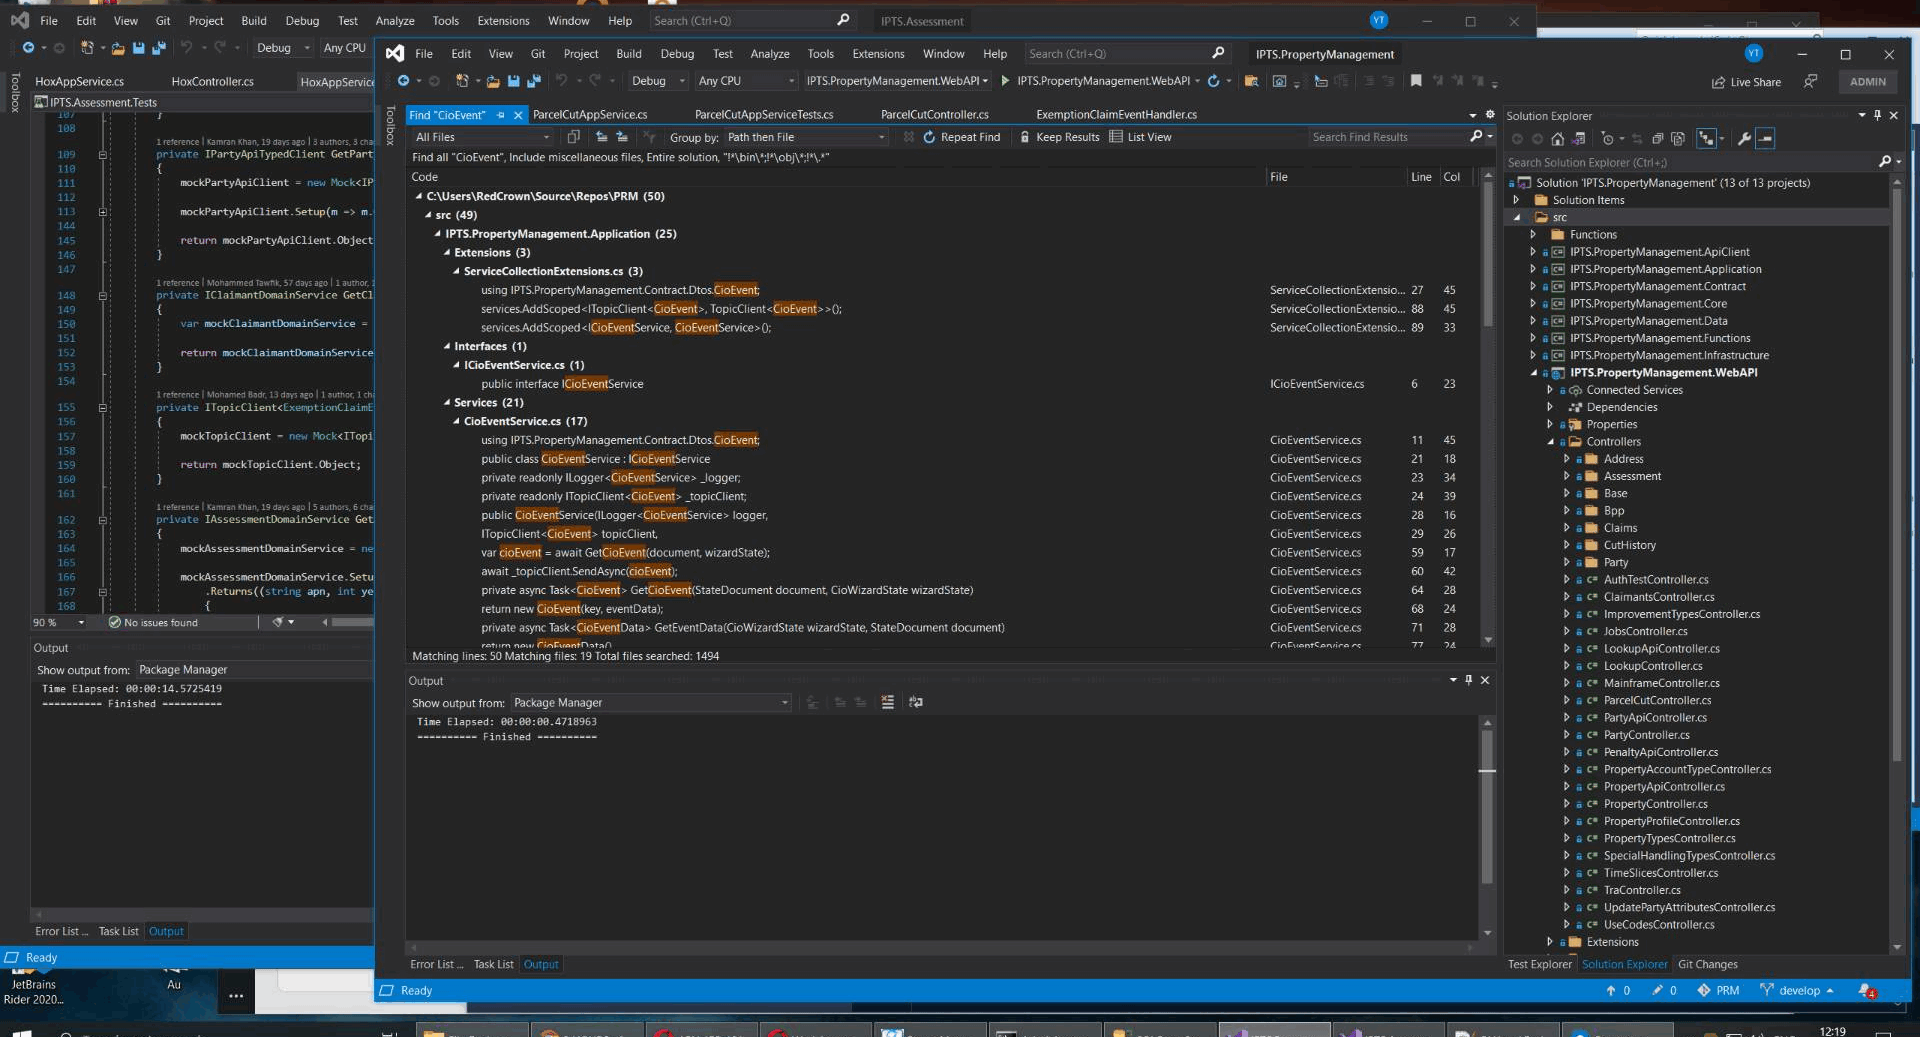 File Edit View Git Project Build Debug Test Analyze Tools Extensions Window Help Search (Ctrl+Q) IPTS.Assessment YT
Debug Any CPU
HoxAppService.cs HoxController.cs HoxAppService
IPTS.Assessment.Tests
Toolbox
107 }
108
1 reference | Kamran Khan, 19 days ago | 3 authors, 3 cha
109 private IPartyApiTypedClient GetPart
110 {
111 mockPartyApiClient = new Mock<IP
112
113 mockPartyApiClient.Setup(m => m.
144
145 return mockPartyApiClient.Object
146 }
147
1 reference | Mohammed Tawfik, 57 days ago | 1 author, 1
148 private IClaimantDomainService GetCl
149 {
150 var mockClaimantDomainService =
151
152 return mockClaimantDomainService
153 }
154
1 reference | Mohamed Badr, 13 days ago | 1 author, 1 ch
155 private ITopicClient<ExemptionClaimE
156 {
157 mockTopicClient = new Mock<ITopi
158
159 return mockTopicClient.Object;
160 }
161
1 reference | Kamran Khan, 19 days ago | 5 authors, 6 cha
162 private IAssessmentDomainService Get
163 {
164 mockAssessmentDomainService = ne
165
166 mockAssessmentDomainService.Setu
167 .Returns((string apn, int ye
168 {
90 % No issues found
Output
Show output from: Package Manager
Time Elapsed: 00:00:14.5725419
========== Finished ==========
Error List ... Task List Output
Ready
JetBrains
Rider 2020...
Au
File Edit View Git Project Build Debug Test Analyze Tools Extensions Window Help Search (Ctrl+Q) IPTS.PropertyManagement YT
Debug Any CPU IPTS.PropertyManagement.WebAPI IPTS.PropertyManagement.WebAPI Live Share ADMIN
Toolbox
Find "CioEvent" ParcelCutAppService.cs ParcelCutAppServiceTests.cs ParcelCutController.cs ExemptionClaimEventHandler.cs
All Files Group by: Path then File Repeat Find Keep Results List View Search Find Results
Find all "CioEvent", Include miscellaneous files, Entire solution, "!*\bin\*;!*\obj\*;!*\.*"
Code File Line Col
C:\Users\RedCrown\Source\Repos\PRM (50)
src (49)
IPTS.PropertyManagement.Application (25)
Extensions (3)
ServiceCollectionExtensions.cs (3)
using IPTS.PropertyManagement.Contract.Dtos.CioEvent; ServiceCollectionExtensio... 27 45
services.AddScoped<ITopicClient<CioEvent>, TopicClient<CioEvent>>(); ServiceCollectionExtensio... 88 45
services.AddScoped<ICioEventService, CioEventService>(); ServiceCollectionExtensio... 89 33
Interfaces (1)
ICioEventService.cs (1)
public interface ICioEventService ICioEventService.cs 6 23
Services (21)
CioEventService.cs (17)
using IPTS.PropertyManagement.Contract.Dtos.CioEvent; CioEventService.cs 11 45
public class CioEventService : ICioEventService CioEventService.cs 21 18
private readonly ILogger<CioEventService> _logger; CioEventService.cs 23 34
private readonly ITopicClient<CioEvent> _topicClient; CioEventService.cs 24 39
public CioEventService(ILogger<CioEventService> logger, CioEventService.cs 28 16
ITopicClient<CioEvent> topicClient, CioEventService.cs 29 26
var cioEvent = await GetCioEvent(document, wizardState); CioEventService.cs 59 17
await _topicClient.SendAsync(cioEvent); CioEventService.cs 60 42
private async Task<CioEvent> GetCioEvent(StateDocument document, CioWizardState wizardState) CioEventService.cs 64 28
return new CioEvent(key, eventData); CioEventService.cs 68 24
private async Task<CioEventData> GetEventData(CioWizardState wizardState, StateDocument document) CioEventService.cs 71 28
return new CioEventData() CioEventService.cs 77 24
Matching lines: 50 Matching files: 19 Total files searched: 1494
Output
Show output from: Package Manager
Time Elapsed: 00:00:00.4718963
========== Finished ==========
Error List ... Task List Output
Solution Explorer
Search Solution Explorer (Ctrl+;)
Solution 'IPTS.PropertyManagement' (13 of 13 projects)
Solution Items
src
Functions
IPTS.PropertyManagement.ApiClient
IPTS.PropertyManagement.Application
IPTS.PropertyManagement.Contract
IPTS.PropertyManagement.Core
IPTS.PropertyManagement.Data
IPTS.PropertyManagement.Functions
IPTS.PropertyManagement.Infrastructure
IPTS.PropertyManagement.WebAPI
Connected Services
Dependencies
Properties
Controllers
Address
Assessment
Base
Bpp
Claims
CutHistory
Party
AuthTestController.cs
ClaimantsController.cs
ImprovementTypesController.cs
JobsController.cs
LookupApiController.cs
LookupController.cs
MainframeController.cs
ParcelCutController.cs
PartyApiController.cs
PartyController.cs
PenaltyApiController.cs
PropertyAccountTypeController.cs
PropertyApiController.cs
PropertyController.cs
PropertyProfileController.cs
PropertyTypesController.cs
SpecialHandlingTypesController.cs
TimeSlicesController.cs
TraController.cs
UpdatePartyAttributesController.cs
UseCodesController.cs
Extensions
Test Explorer Solution Explorer Git Changes
Ready 0 0 PRM develop 4
12:19